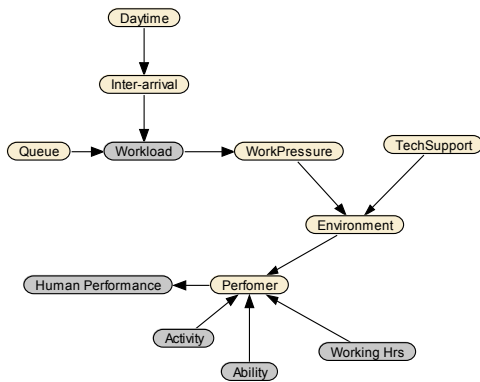 Daytime
Inter-arrival
Queue
Workload
WorkPressure
TechSupport
Environment
Human Performance
Perfomer
Activity
Ability
Working Hrs